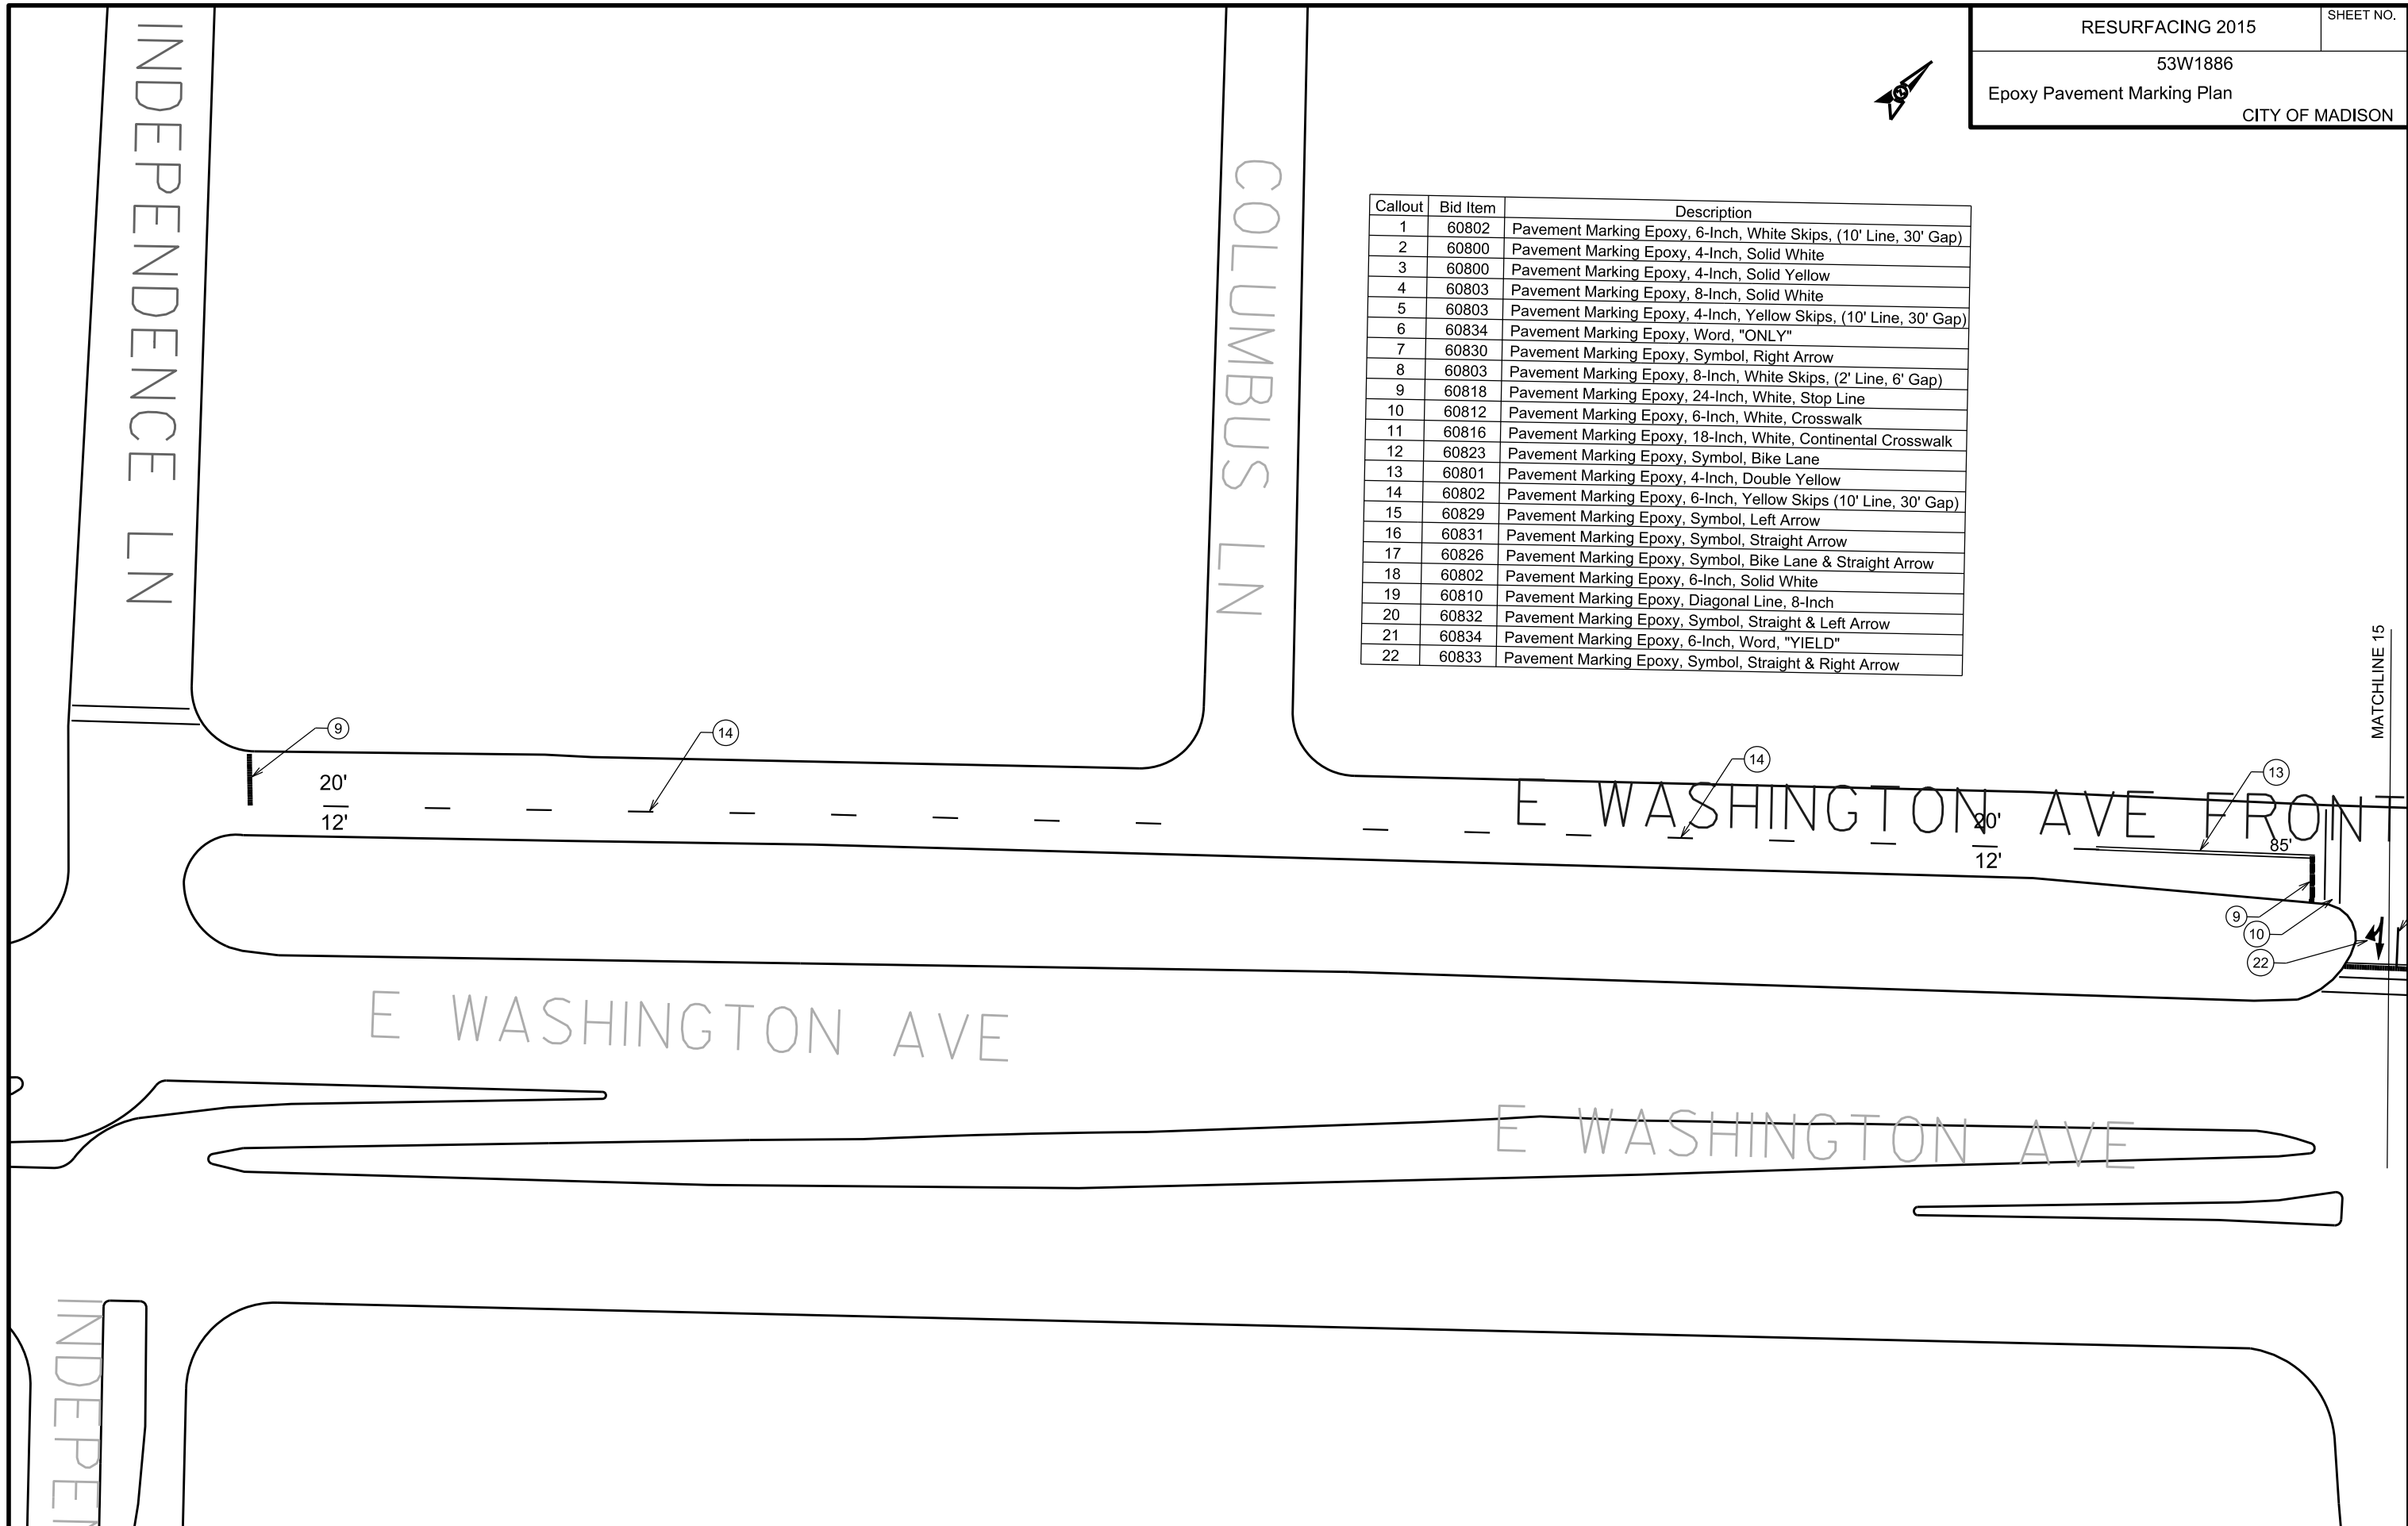 RESURFACING 2015
SHEET NO.
53W1886
Epoxy Pavement Marking Plan
CITY OF MADISON
INDEPENDENCE LN
COLUMBUS LN
Callout Bid Item Description
1 60802 Pavement Marking Epoxy, 6-Inch, White Skips, (10' Line, 30' Gap)
2 60800 Pavement Marking Epoxy, 4-Inch, Solid White
3 60800 Pavement Marking Epoxy, 4-Inch, Solid Yellow
4 60803 Pavement Marking Epoxy, 8-Inch, Solid White
5 60803 Pavement Marking Epoxy, 4-Inch, Yellow Skips, (10' Line, 30' Gap)
6 60834 Pavement Marking Epoxy, Word, "ONLY"
7 60830 Pavement Marking Epoxy, Symbol, Right Arrow
8 60803 Pavement Marking Epoxy, 8-Inch, White Skips, (2' Line, 6' Gap)
9 60818 Pavement Marking Epoxy, 24-Inch, White, Stop Line
10 60812 Pavement Marking Epoxy, 6-Inch, White, Crosswalk
11 60816 Pavement Marking Epoxy, 18-Inch, White, Continental Crosswalk
12 60823 Pavement Marking Epoxy, Symbol, Bike Lane
13 60801 Pavement Marking Epoxy, 4-Inch, Double Yellow
14 60802 Pavement Marking Epoxy, 6-Inch, Yellow Skips (10' Line, 30' Gap)
15 60829 Pavement Marking Epoxy, Symbol, Left Arrow
16 60831 Pavement Marking Epoxy, Symbol, Straight Arrow
17 60826 Pavement Marking Epoxy, Symbol, Bike Lane & Straight Arrow
18 60802 Pavement Marking Epoxy, 6-Inch, Solid White
19 60810 Pavement Marking Epoxy, Diagonal Line, 8-Inch
20 60832 Pavement Marking Epoxy, Symbol, Straight & Left Arrow
21 60834 Pavement Marking Epoxy, 6-Inch, Word, "YIELD"
22 60833 Pavement Marking Epoxy, Symbol, Straight & Right Arrow
MATCHLINE 15
9
14
14
13
20'
12'
E WASHINGTON AVE FRONT
20'
12'
85'
9
10
22
E WASHINGTON AVE
E WASHINGTON AVE
INDEPEN